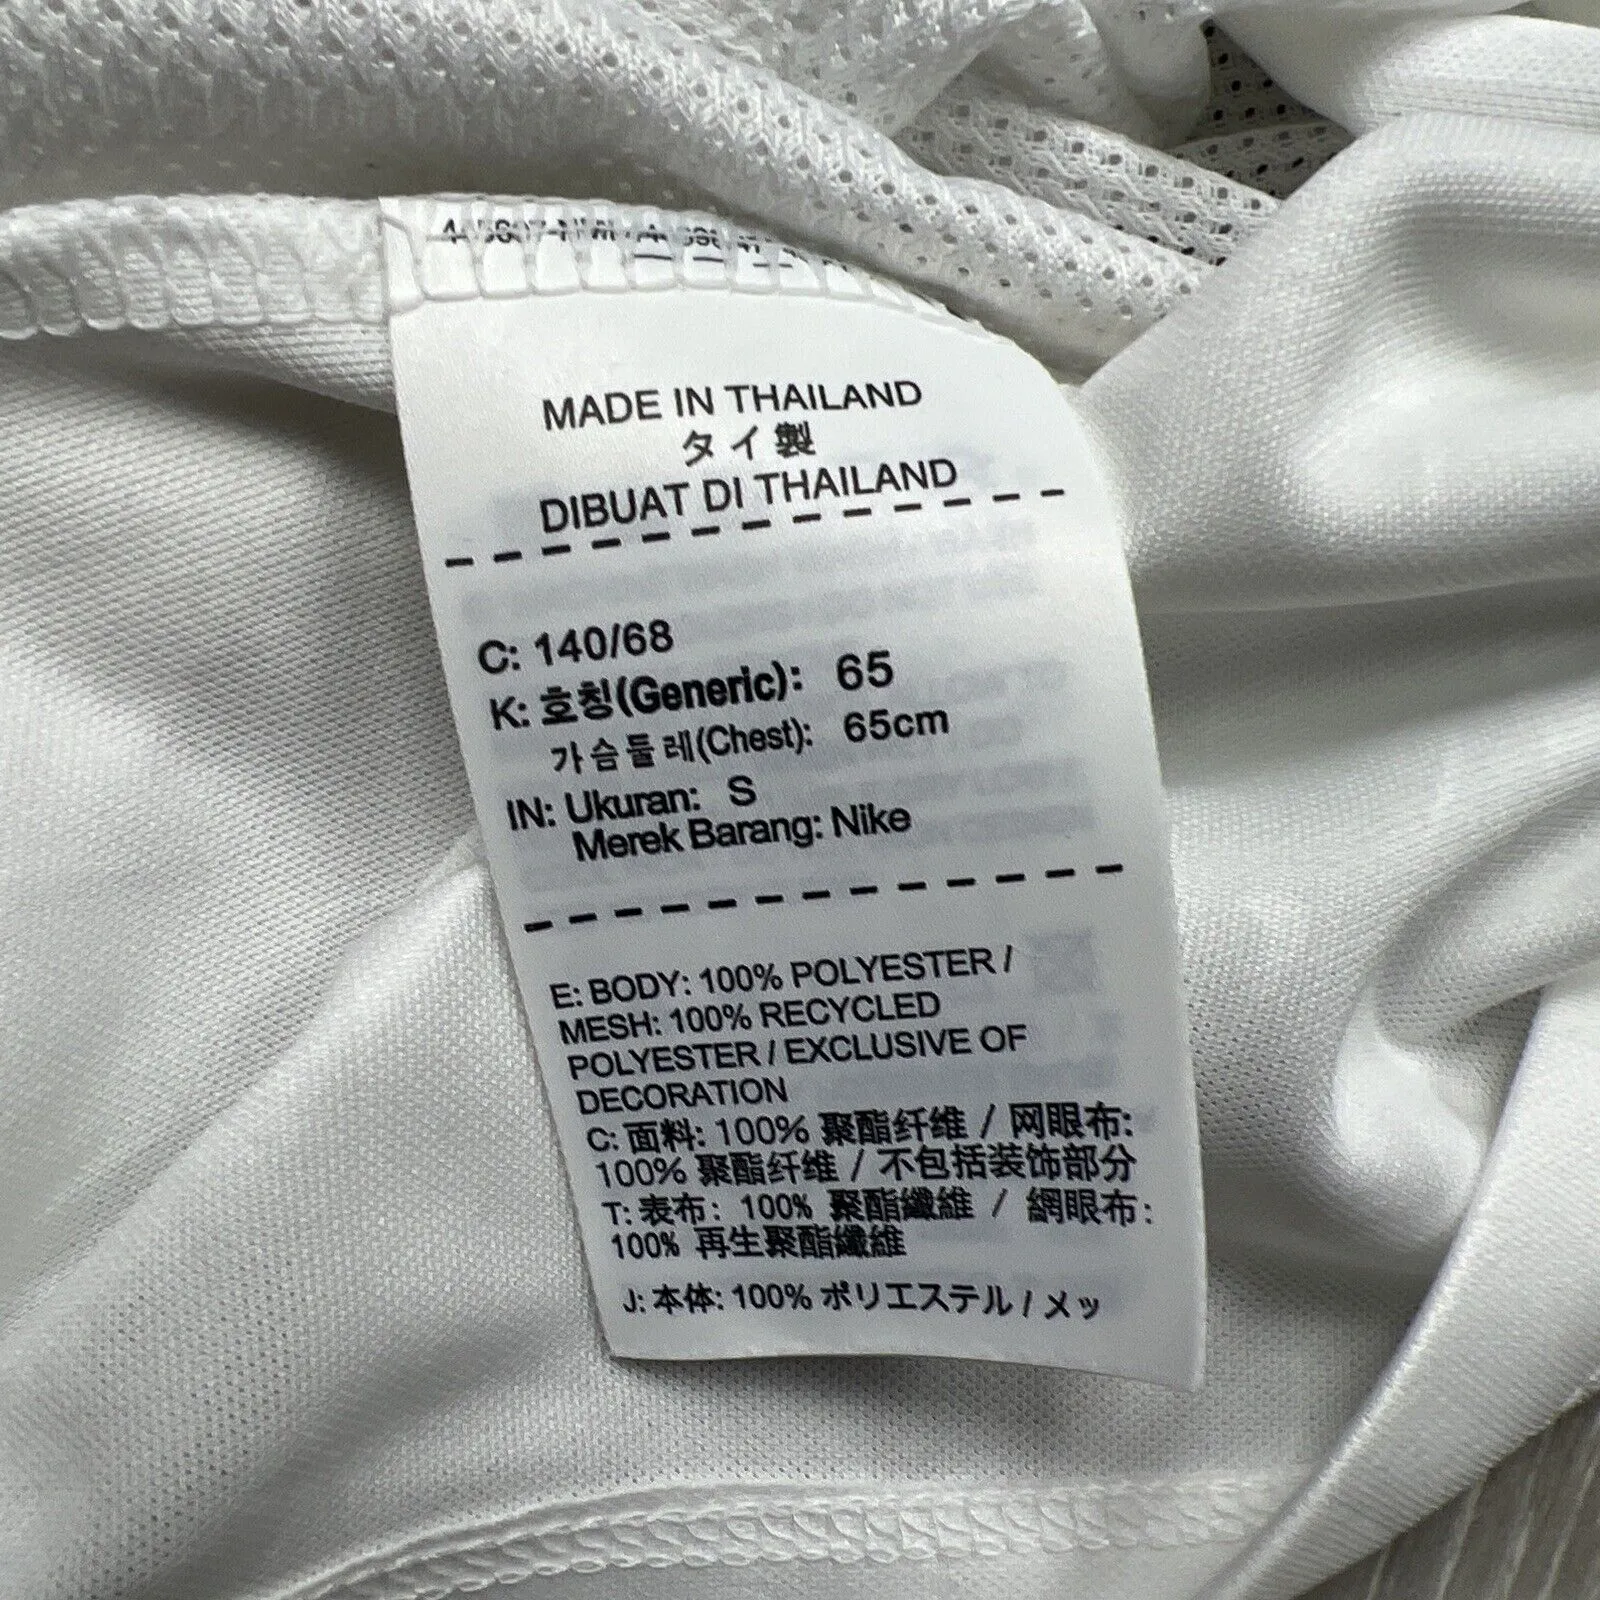 MADE IN THAILAND
タイ製
DIBUAT DI THAILAND
C: 140/68
K: 호칭(Generic): 65
가슴둘레(Chest): 65cm
IN: Ukuran: S
Merek Barang: Nike
E: BODY: 100% POLYESTER /
MESH: 100% RECYCLED
POLYESTER / EXCLUSIVE OF
DECORATION
C: 面料: 100% 聚酯纤维 / 网眼布:
100% 聚酯纤维 / 不包括装饰部分
T: 表布: 100% 聚酯纖維 / 網眼布:
100% 再生聚酯纖維
J: 本体: 100% ポリエステル / メッ